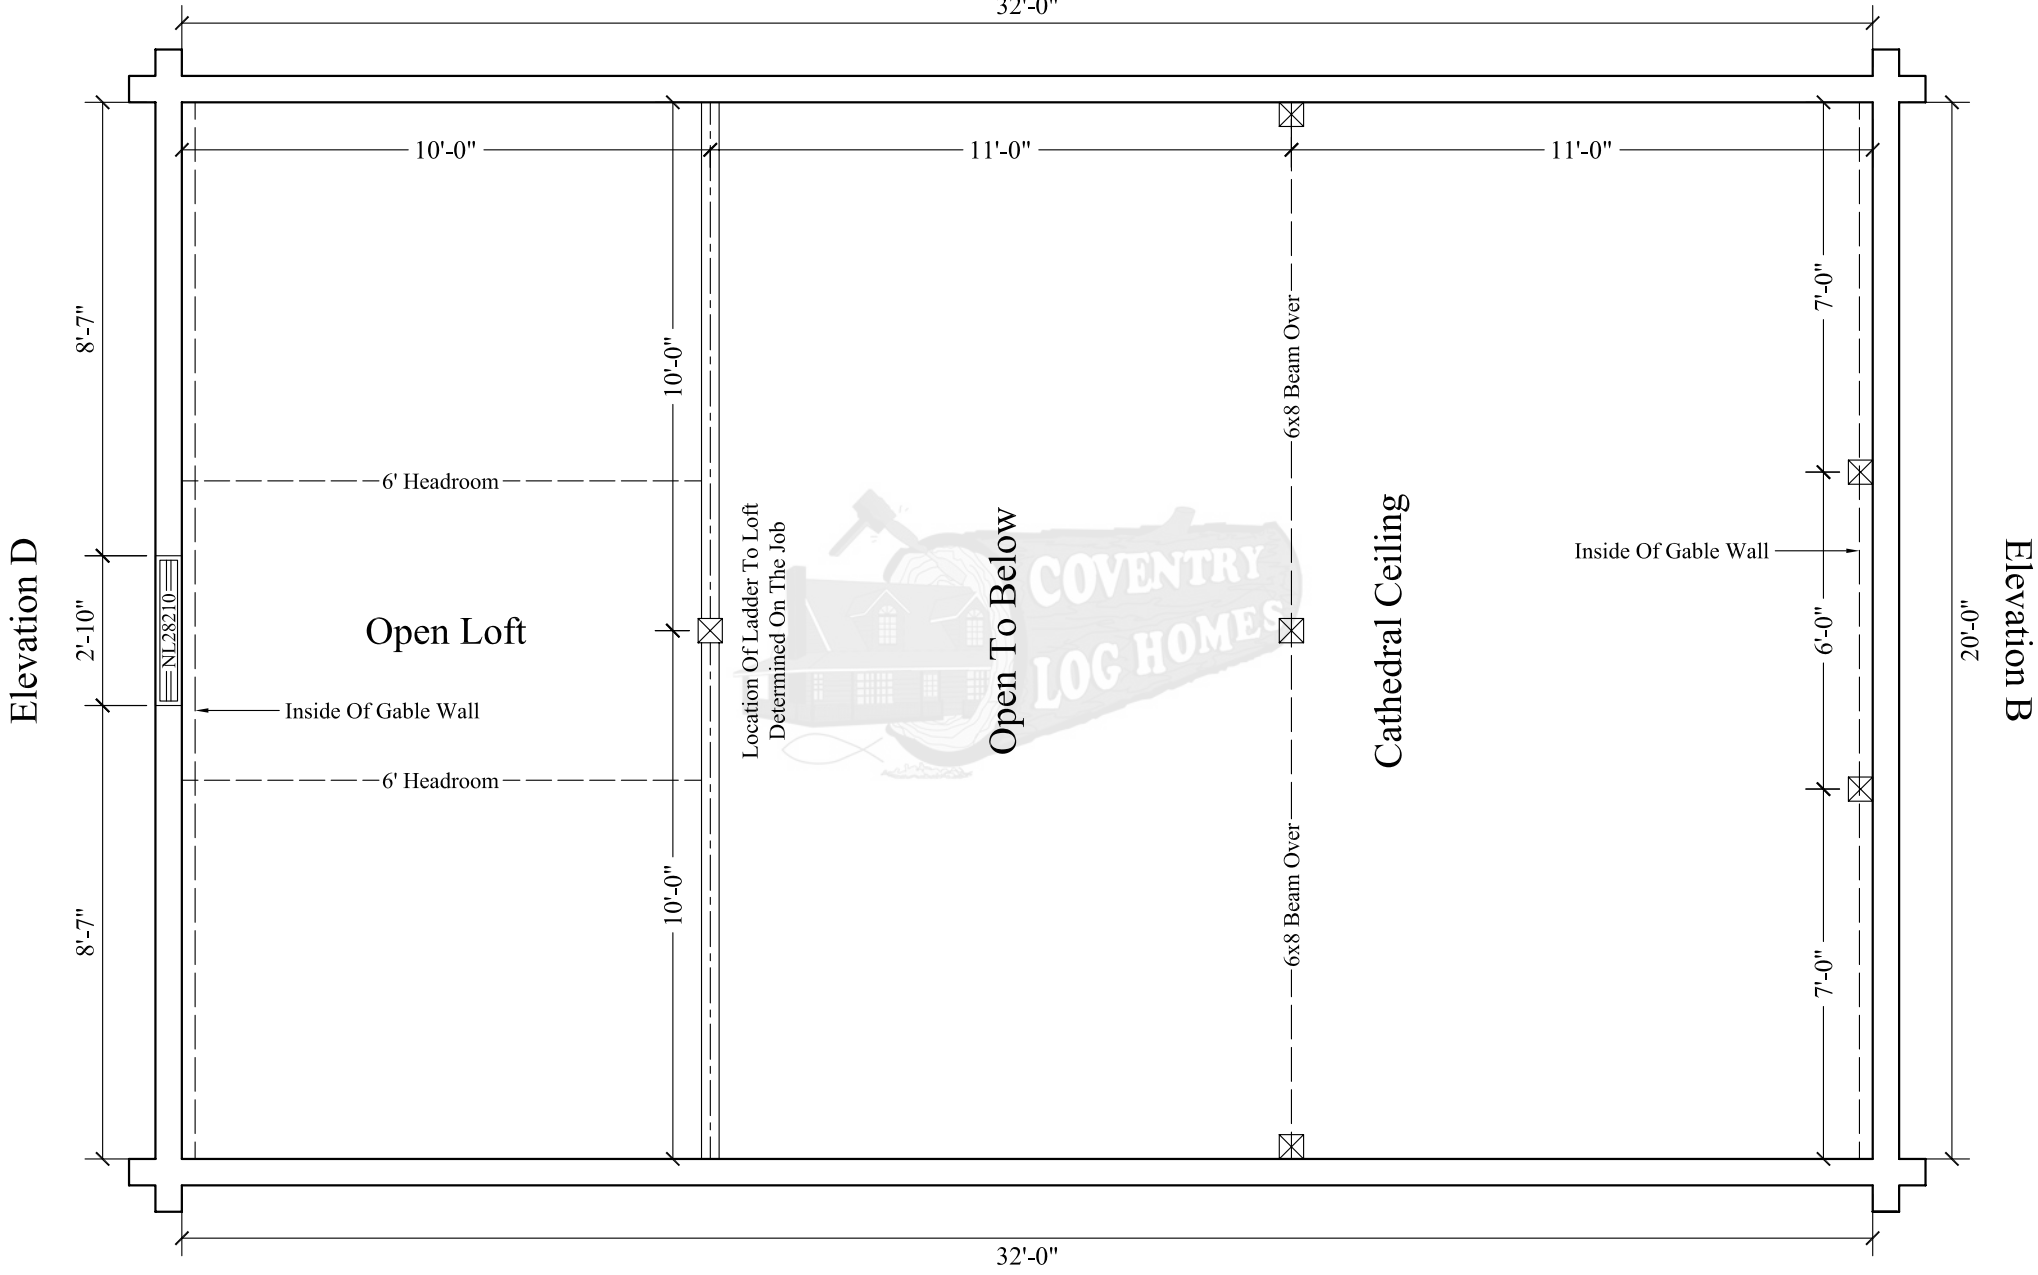 32'-0"
10'-0"
11'-0"
11'-0"
8'-7"
10'-0"
6x8 Beam Over
7'-0"
6' Headroom
Elevation D
2'-10"
NL28210
Open Loft
Inside Of Gable Wall
Location Of Ladder To Loft
Determined On The Job
Open To Below
COVENTRY
LOG HOMES
Cathedral Ceiling
Inside Of Gable Wall
6'-0"
20'-0"
Elevation B
6' Headroom
8'-7"
10'-0"
6x8 Beam Over
7'-0"
32'-0"